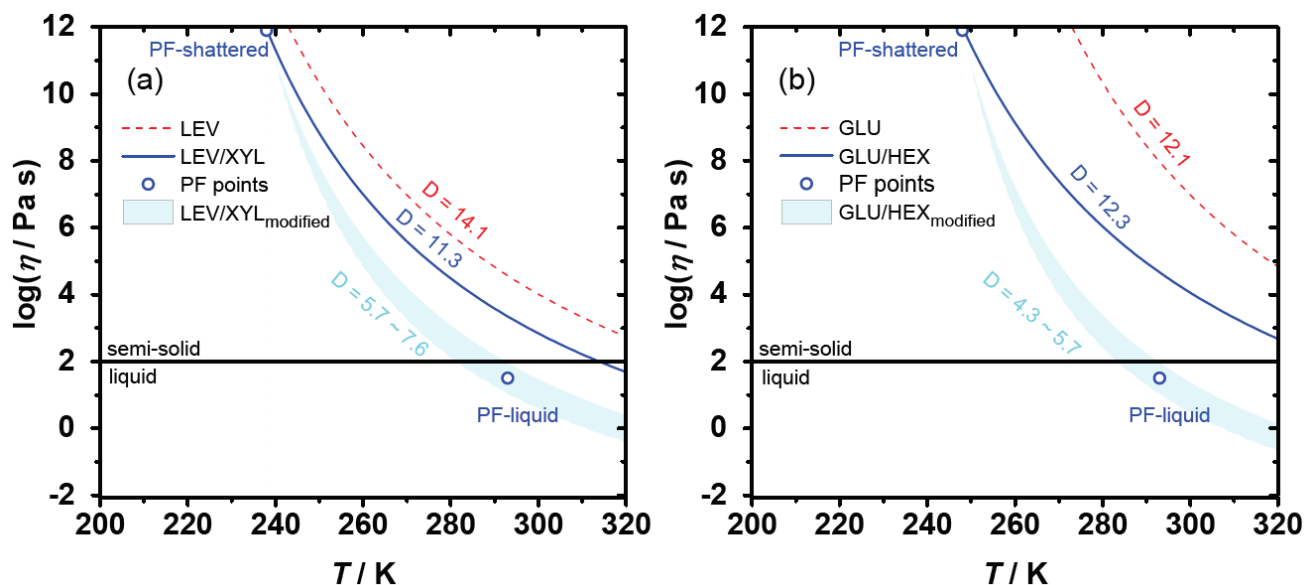 12
10
8
6
4
2
0
-2
log(η / Pa s)
PF-shattered
(a)
LEV
LEV/XYL
PF points
LEV/XYLmodified
D = 14.1
D = 11.3
D = 5.7 ~ 7.6
semi-solid
liquid
PF-liquid
200 220 240 260 280 300 320
T / K
12
10
8
6
4
2
0
-2
log(η / Pa s)
PF-shattered
(b)
GLU
GLU/HEX
PF points
GLU/HEXmodified
D = 12.1
D = 12.3
D = 4.3 ~ 5.7
semi-solid
liquid
PF-liquid
200 220 240 260 280 300 320
T / K